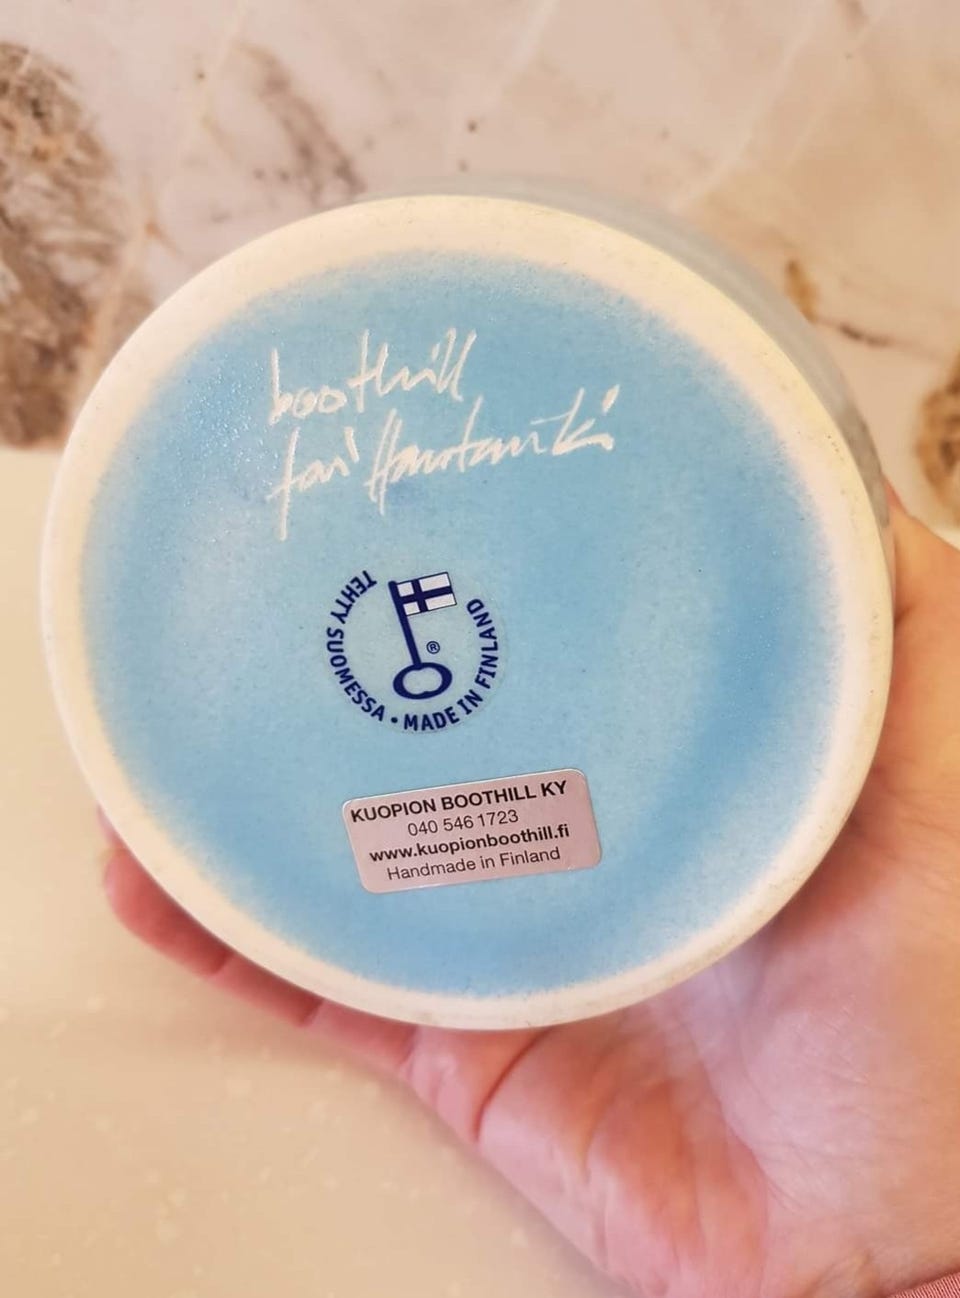 boothill
TEHTY SUOMESSA • MADE IN FINLAND
®
KUOPION BOOTHILL KY
040 546 1723
www.kuopionboothill.fi
Handmade in Finland